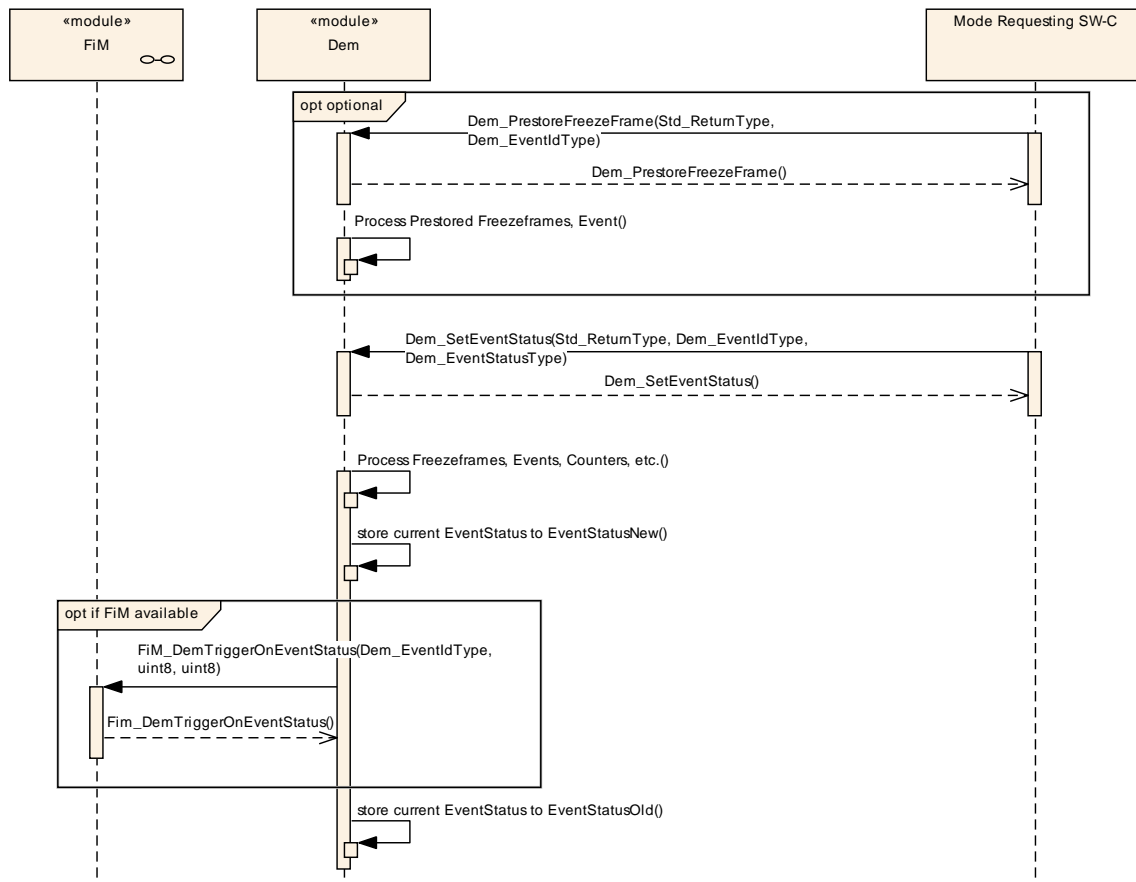 «module»
FiM
«module»
Dem
Mode Requesting SW-C
opt optional
Dem_PrestoreFreezeFrame(Std_ReturnType,
Dem_EventIdType)
Dem_PrestoreFreezeFrame()
Process Prestored Freezeframes, Event()
Dem_SetEventStatus(Std_ReturnType, Dem_EventIdType,
Dem_EventStatusType)
Dem_SetEventStatus()
Process Freezeframes, Events, Counters, etc.()
store current EventStatus to EventStatusNew()
opt if FiM available
FiM_DemTriggerOnEventStatus(Dem_EventIdType,
uint8, uint8)
Fim_DemTriggerOnEventStatus()
store current EventStatus to EventStatusOld()